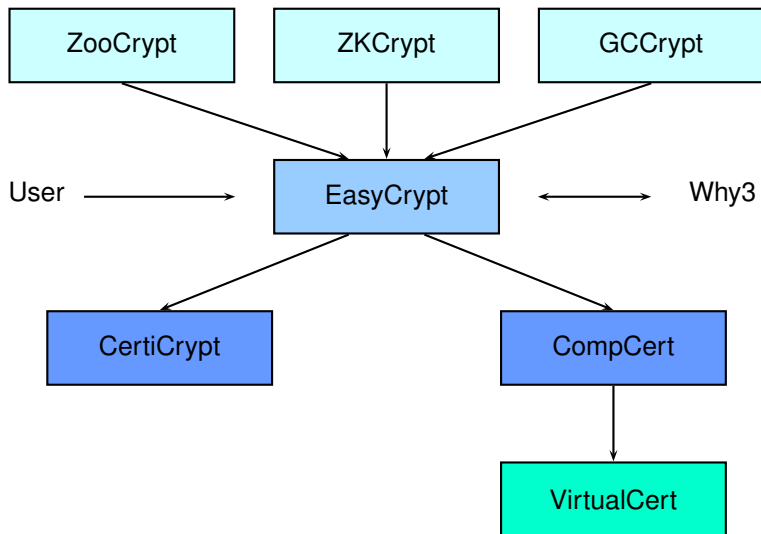 ZooCrypt
ZKCrypt
GCCrypt
User
EasyCrypt
Why3
CertiCrypt
CompCert
VirtualCert